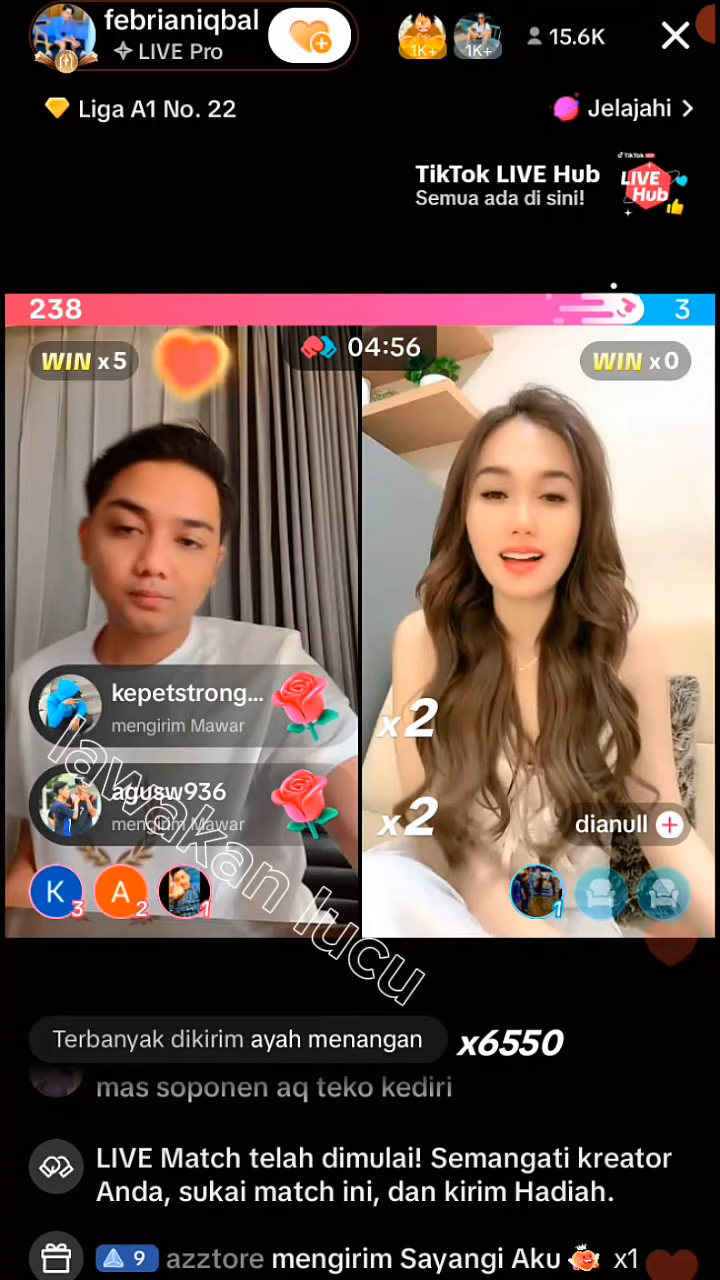 febrianiqbal
LIVE Pro
1K+
1K+
15.6K
Liga A1 No. 22
Jelajahi
TikTok LIVE Hub
Semua ada di sini!
TikTok LIVE
LIVE
Hub
238
3
WIN x5
04:56
WIN x0
kepetstrong...
mengirim Mawar
x2
agusw936
mengirim Mawar
x2
dianull
lawakan lucu
K
3
A
2
1
1
Terbanyak dikirim ayah menangan x6550
mas soponen aq teko kediri
LIVE Match telah dimulai! Semangati kreator
Anda, sukai match ini, dan kirim Hadiah.
9 azztore mengirim Sayangi Aku x1